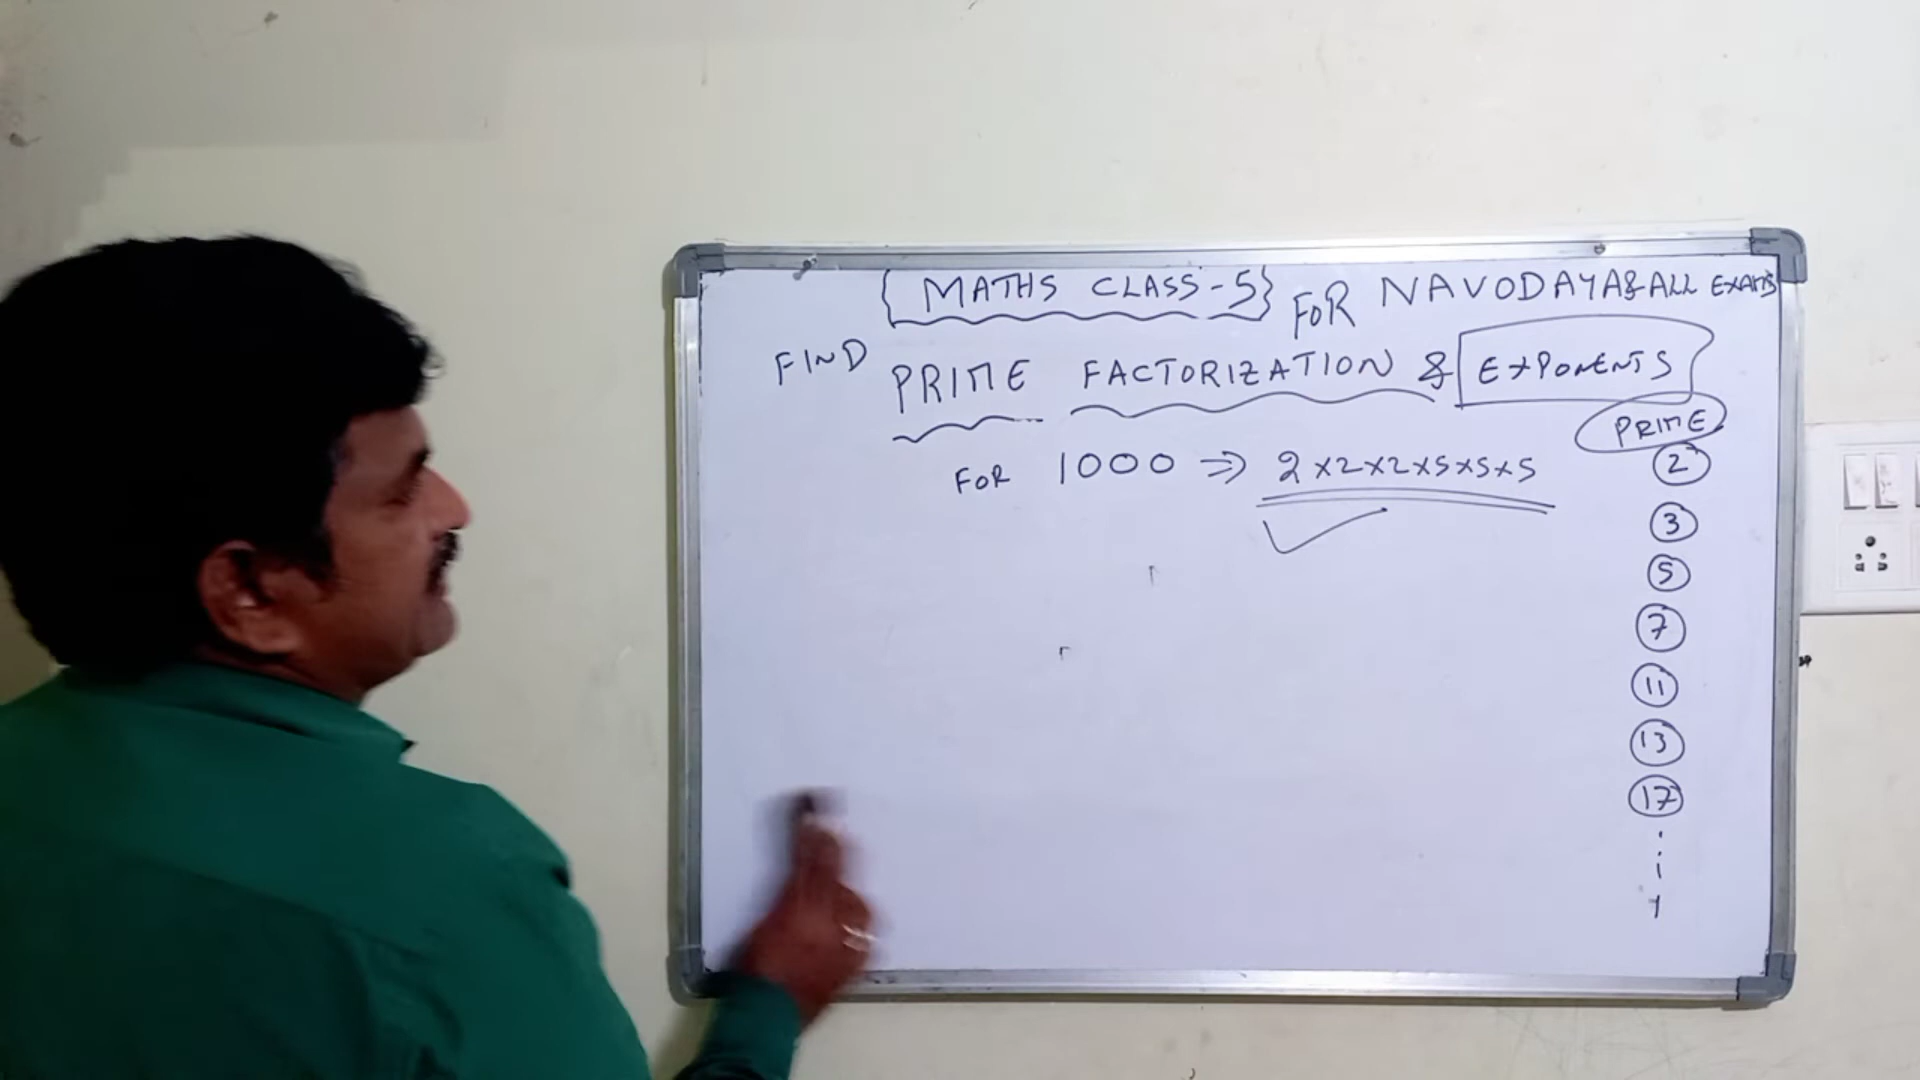 MATHS CLASS-5 FOR NAVODAYA & ALL EXAMS
FIND PRIME FACTORIZATION & EXPONENTS
FOR 1000 ⇒ 2×2×2×5×5×5
PRIME
2
3
5
7
11
13
17